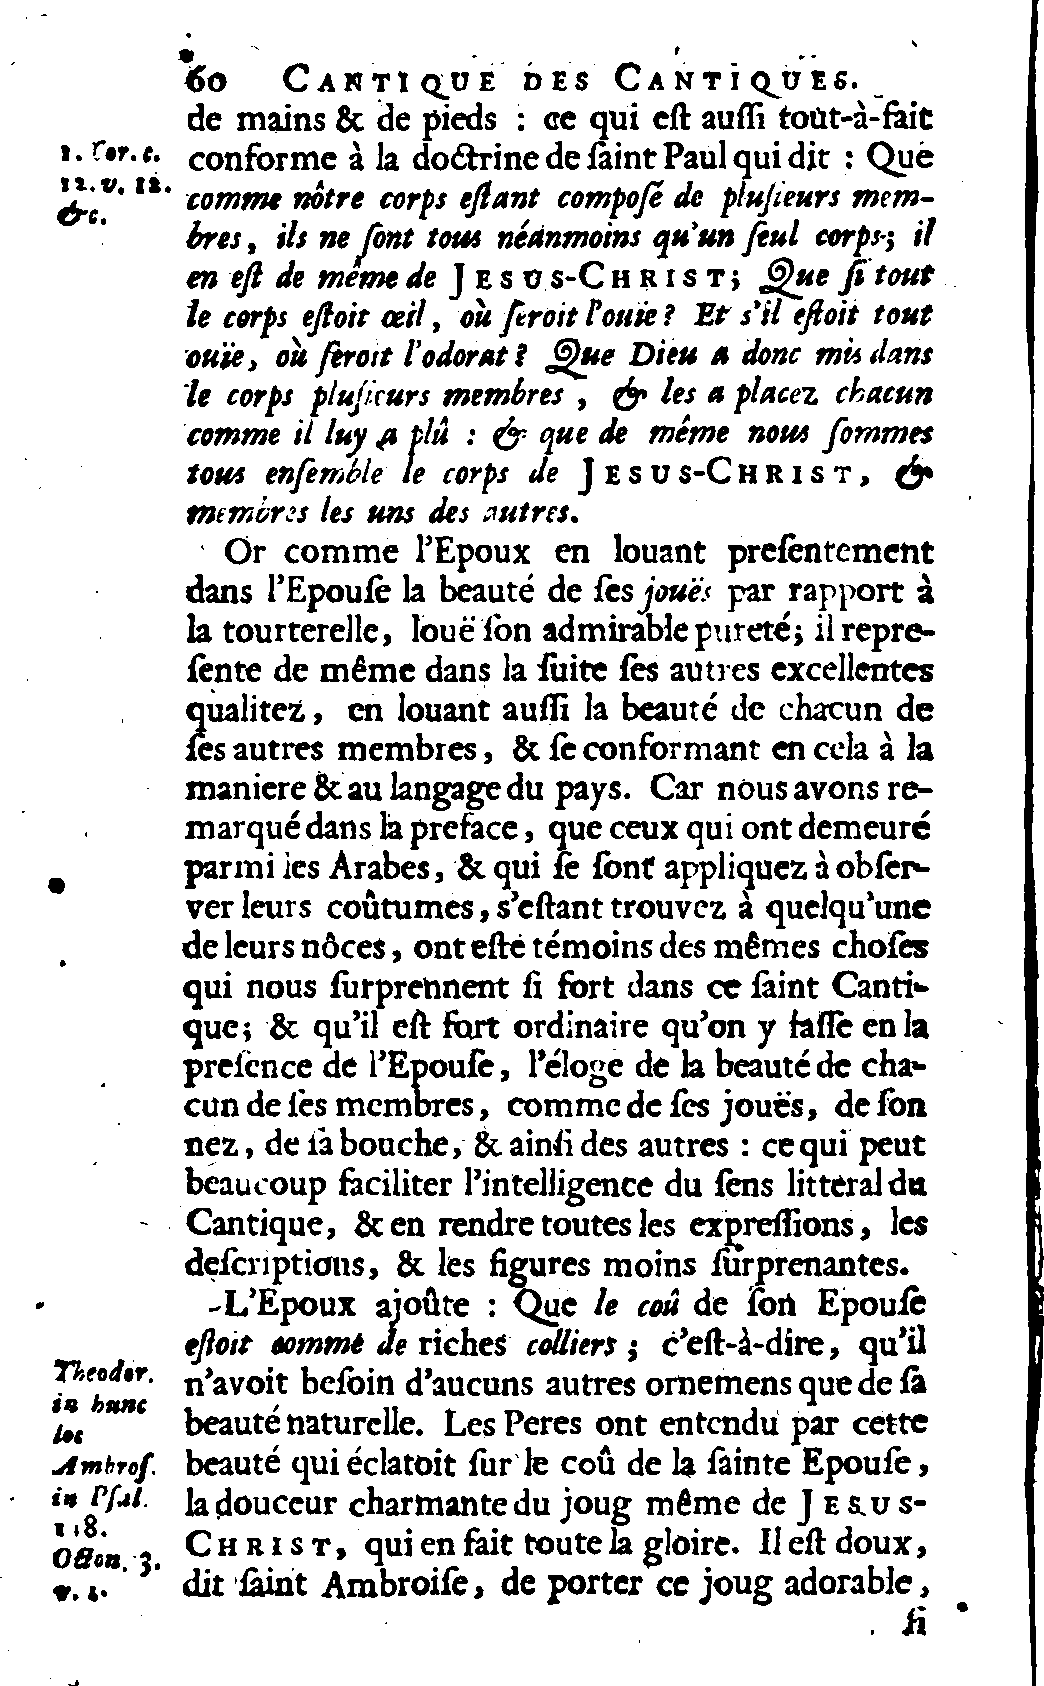 60 CANTIQUE DES CANTIQUES.
de mains & de pieds : ce qui eſt auſſi tout-à-fait
1. Cor. c. conforme à la doctrine de ſaint Paul qui dit : Que
12. v. 12. comme nôtre corps eſtant compoſé de pluſieurs mem-
&c. bres, ils ne ſont tous néanmoins qu'un ſeul corps; il
en eſt de même de JESUS-CHRIST; Que ſi tout
le corps eſtoit œil, où ſeroit l'ouie? Et s'il eſtoit tout
ouïe, où ſeroit l'odorat? Que Dieu a donc mis dans
le corps pluſieurs membres, & les a placez chacun
comme il luy a plû : & que de même nous ſommes
tous enſemble le corps de JESUS-CHRIST, &
membres les uns des autres.
Or comme l'Epoux en louant preſentement
dans l'Epouſe la beauté de ſes jouës par rapport à
la tourterelle, louë ſon admirable pureté; il repre-
ſente de même dans la ſuite ſes autres excellentes
qualitez, en louant auſſi la beauté de chacun de
ſes autres membres, & ſe conformant en cela à la
maniere & au langage du pays. Car nous avons re-
marqué dans la preface, que ceux qui ont demeuré
parmi les Arabes, & qui ſe ſont appliquez à obſer-
ver leurs coûtumes, s'eſtant trouvez à quelqu'une
de leurs nôces, ont eſté témoins des mêmes choſes
qui nous ſurprennent ſi fort dans ce ſaint Canti-
que; & qu'il eſt fort ordinaire qu'on y faſſe en la
preſence de l'Epouſe, l'éloge de la beauté de cha-
cun de ſes membres, comme de ſes jouës, de ſon
nez, de ſa bouche, & ainſi des autres : ce qui peut
beaucoup faciliter l'intelligence du ſens litteral du
Cantique, & en rendre toutes les expreſſions, les
deſcriptions, & les figures moins ſurprenantes.
L'Epoux ajoûte : Que le coû de ſon Epouſe
eſtoit comme de riches colliers; c'eſt-à-dire, qu'il
Theodor. n'avoit beſoin d'aucuns autres ornemens que de ſa
in hunc
loc beauté naturelle. Les Peres ont entendu par cette
Ambroſ. beauté qui éclatoit ſur le coû de la ſainte Epouſe,
in Pſal. la douceur charmante du joug même de JESUS-
118.
Octon. 3. CHRIST, qui en fait toute la gloire. Il eſt doux,
v. dit ſaint Ambroiſe, de porter ce joug adorable,
ſi